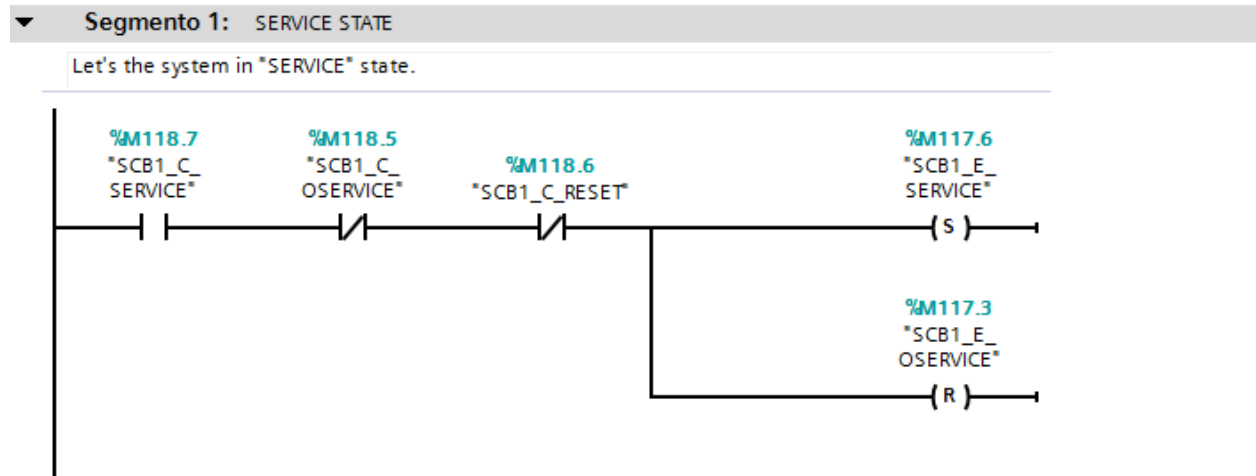 Segmento 1: SERVICE STATE
Let's the system in "SERVICE" state.
%M118.7
"SCB1_C_
SERVICE"
%M118.5
"SCB1_C_
OSERVICE"
%M118.6
"SCB1_C_RESET"
%M117.6
"SCB1_E_
SERVICE"
S
%M117.3
"SCB1_E_
OSERVICE"
R